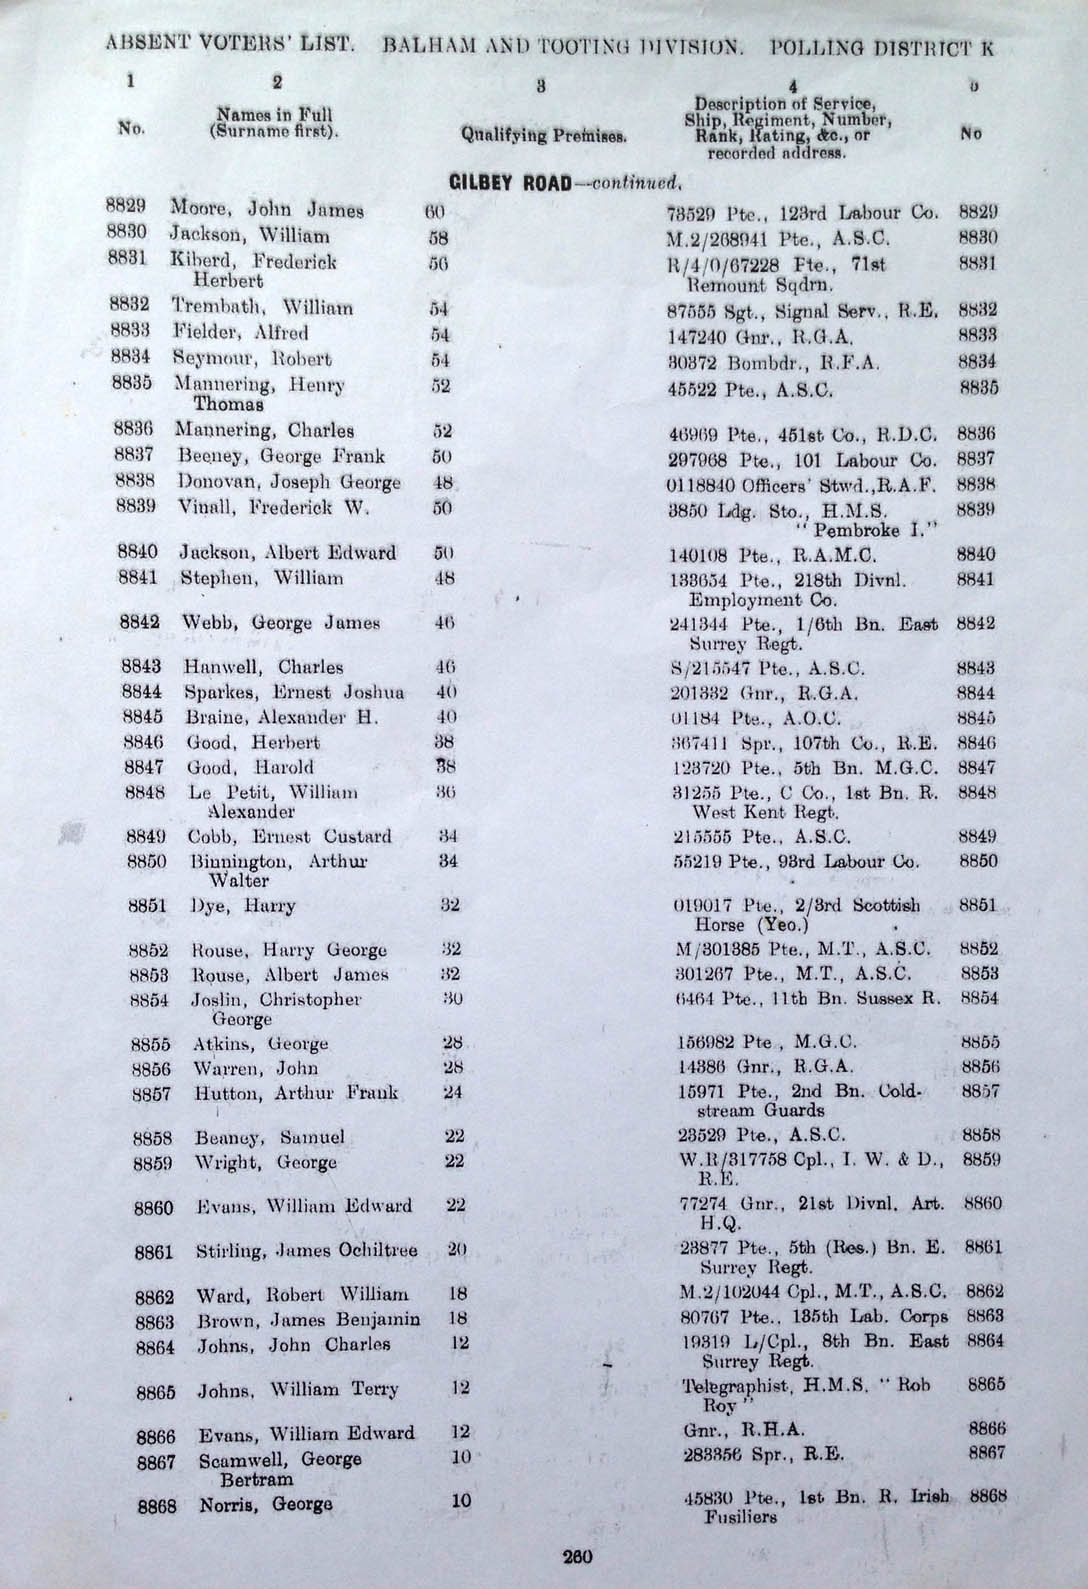 ABSENT VOTERS' LIST. BALHAM AND TOOTING DIVISION. POLLING DISTRICT K
1 2 3 4
No. Names in Full (Surname first). Qualifying Premises. Description of Service, Ship, Regiment, Number, Rank, Rating, &c., or recorded address. No
GILBEY ROAD—continued.
8829 Moore, John James 60 73529 Pte., 123rd Labour Co. 8829
8830 Jackson, William 58 M.2/268941 Pte., A.S.C. 8830
8831 Kiberd, Frederick 56 R/4/0/67228 Pte., 71st 8831
Herbert Remount Sqdrn.
8832 Trembath, William 54 87555 Sgt., Signal Serv., R.E. 8832
8833 Fielder, Alfred 54 147240 Gnr., R.G.A. 8833
8834 Seymour, Robert 54 30372 Bombdr., R.F.A. 8834
8835 Mannering, Henry 52 45522 Pte., A.S.C. 8835
Thomas
8836 Mannering, Charles 52 46969 Pte., 451st Co., R.D.C. 8836
8837 Beeney, George Frank 50 297968 Pte., 101 Labour Co. 8837
8838 Donovan, Joseph George 48 0118840 Officers' Stwd., R.A.F. 8838
8839 Vinall, Frederick W. 50 3850 Ldg. Sto., H.M.S. 8839
"Pembroke I."
8840 Jackson, Albert Edward 50 140108 Pte., R.A.M.C. 8840
8841 Stephen, William 48 133654 Pte., 218th Divnl. 8841
Employment Co.
8842 Webb, George James 46 241344 Pte., 1/6th Bn. East 8842
Surrey Regt.
8843 Hanwell, Charles 46 S/215547 Pte., A.S.C. 8843
8844 Sparkes, Ernest Joshua 40 201332 Gnr., R.G.A. 8844
8845 Braine, Alexander H. 40 01184 Pte., A.O.C. 8845
8846 Good, Herbert 38 367411 Spr., 107th Co., R.E. 8846
8847 Good, Harold 38 123720 Pte., 5th Bn. M.G.C. 8847
8848 Le Petit, William 36 31255 Pte., C Co., 1st Bn. R. 8848
Alexander West Kent Regt.
8849 Cobb, Ernest Custard 34 215555 Pte., A.S.C. 8849
8850 Binnington, Arthur 34 55219 Pte., 93rd Labour Co. 8850
Walter
8851 Dye, Harry 32 019017 Pte., 2/3rd Scottish 8851
Horse (Yeo.)
8852 Rouse, Harry George 32 M/301385 Pte., M.T., A.S.C. 8852
8853 Rouse, Albert James 32 301267 Pte., M.T., A.S.C. 8853
8854 Joslin, Christopher 30 6464 Pte., 11th Bn. Sussex R. 8854
George
8855 Atkins, George 28 156982 Pte, M.G.C. 8855
8856 Warren, John 28 14386 Gnr., R.G.A. 8856
8857 Hutton, Arthur Frank 24 15971 Pte., 2nd Bn. Cold- 8857
stream Guards
8858 Beaney, Samuel 22 23529 Pte., A.S.C. 8858
8859 Wright, George 22 W.R/317758 Cpl., I. W. & D., 8859
R.E.
8860 Evans, William Edward 22 77274 Gnr., 21st Divnl. Art. 8860
H.Q.
8861 Stirling, James Ochiltree 20 23877 Pte., 5th (Res.) Bn. E. 8861
Surrey Regt.
8862 Ward, Robert William 18 M.2/102044 Cpl., M.T., A.S.C. 8862
8863 Brown, James Benjamin 18 80767 Pte., 135th Lab. Corps 8863
8864 Johns, John Charles 12 19319 L/Cpl., 8th Bn. East 8864
Surrey Regt.
8865 Johns, William Terry 12 Telegraphist, H.M.S. "Rob 8865
Roy"
8866 Evans, William Edward 12 Gnr., R.H.A. 8866
8867 Scamwell, George 10 283356 Spr., R.E. 8867
Bertram
8868 Norris, George 10 45830 Pte., 1st Bn. R. Irish 8868
Fusiliers
260